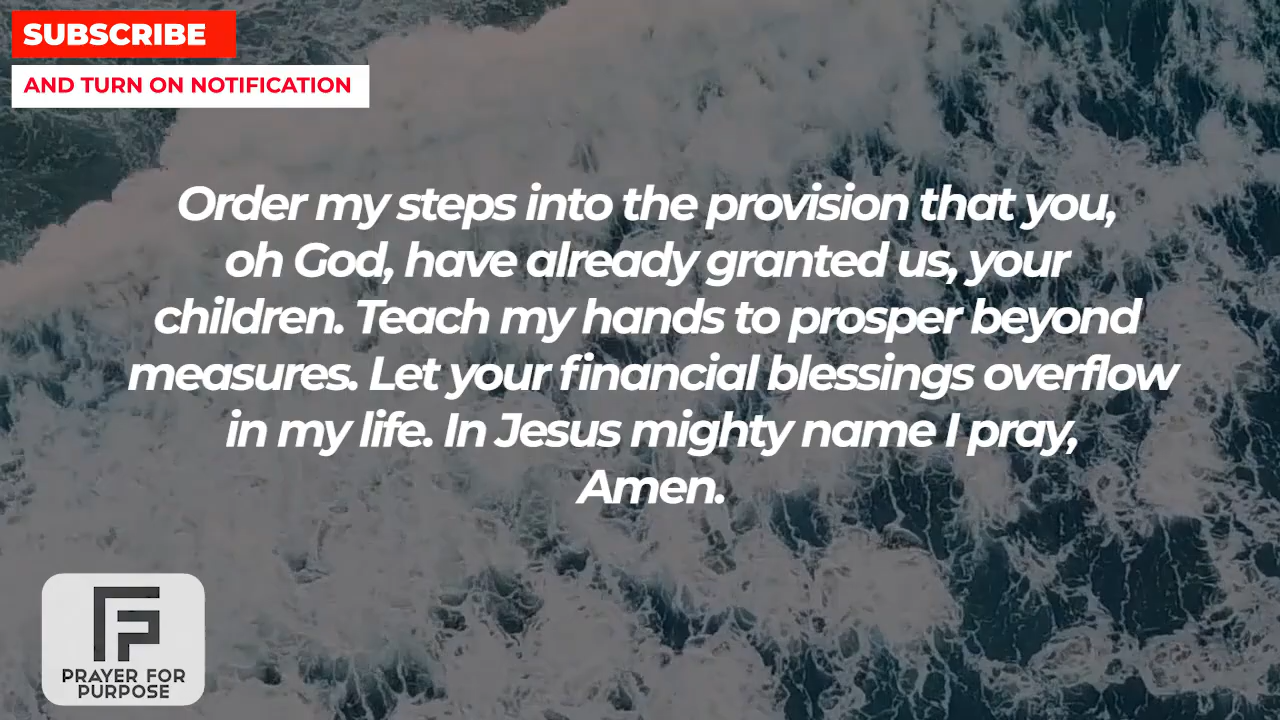 SUBSCRIBE
AND TURN ON NOTIFICATION
Order my steps into the provision that you,
oh God, have already granted us, your
children. Teach my hands to prosper beyond
measures. Let your financial blessings overflow
in my life. In Jesus mighty name I pray,
Amen.
PRAYER FOR
PURPOSE